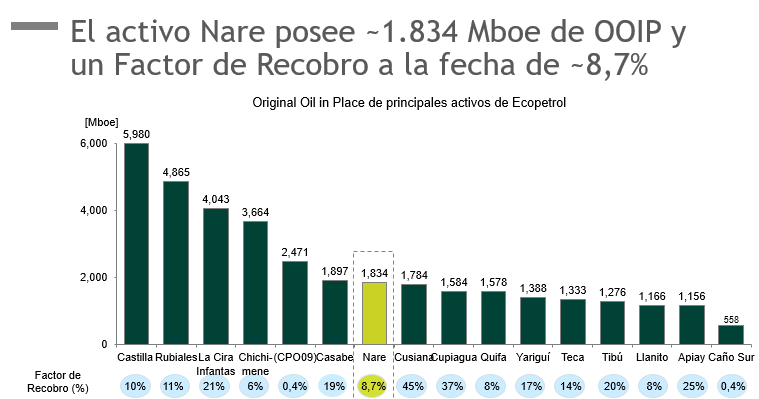 El activo Nare posee ~1.834 Mboe de OOIP y
un Factor de Recobro a la fecha de ~8,7%
Original Oil in Place de principales activos de Ecopetrol
[Mboe]
6,000
4,000
2,000
0
5,980
4,865
4,043
3,664
2,471
1,897
1,834
1,784
1,584
1,578
1,388
1,333
1,276
1,166
1,156
558
Castilla Rubiales La Cira Chichi- (CPO09) Casabe Nare Cusiana Cupiagua Quifa Yariguí Teca Tibú Llanito Apiay Caño Sur
Infantas mene
Factor de
Recobro (%)
10% 11% 21% 6% 0,4% 19% 8,7% 45% 37% 8% 17% 14% 20% 8% 25% 0,4%